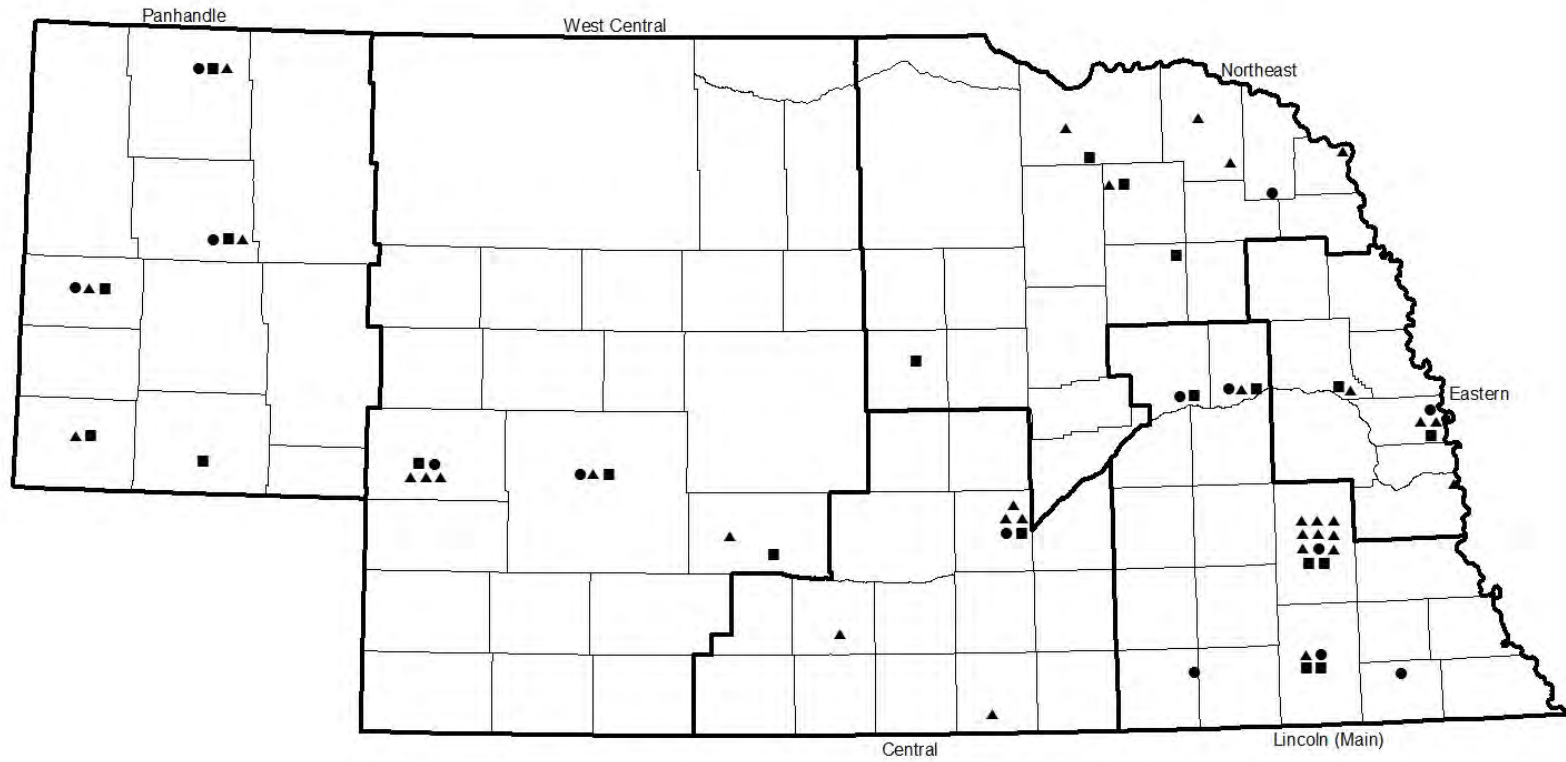 Panhandle
West Central
Northeast
Eastern
Lincoln (Main)
Central